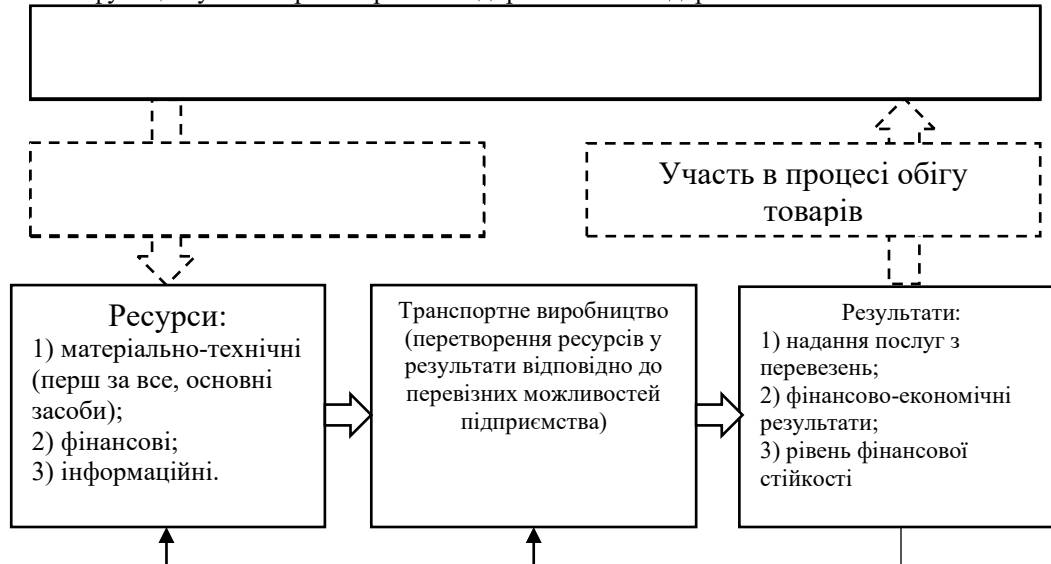 Участь в процесі обігу
товарів
Ресурси:
1) матеріально-технічні
(перш за все, основні
засоби);
2) фінансові;
3) інформаційні.
Транспортне виробництво
(перетворення ресурсів у
результати відповідно до
перевізних можливостей
підприємства)
Результати:
1) надання послуг з
перевезень;
2) фінансово-економічні
результати;
3) рівень фінансової
стійкості